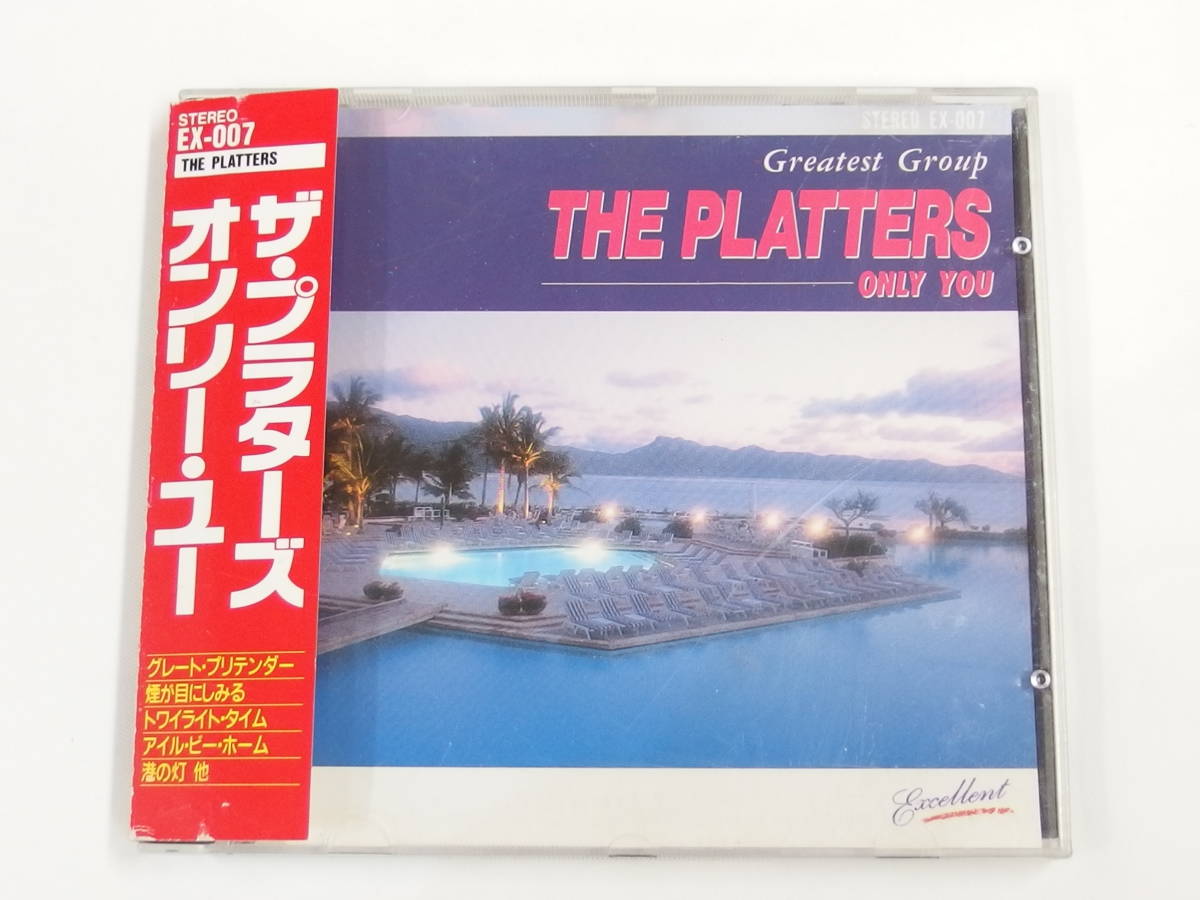 STEREO
EX-007
THE PLATTERS
ザ・プラターズ
オンリー・ユー
グレート・プリテンダー
煙が目にしみる
トワイライト・タイム
アイル・ビー・ホーム
港の灯 他
STEREO EX-007
Greatest Group
THE PLATTERS
ONLY YOU
Excellent